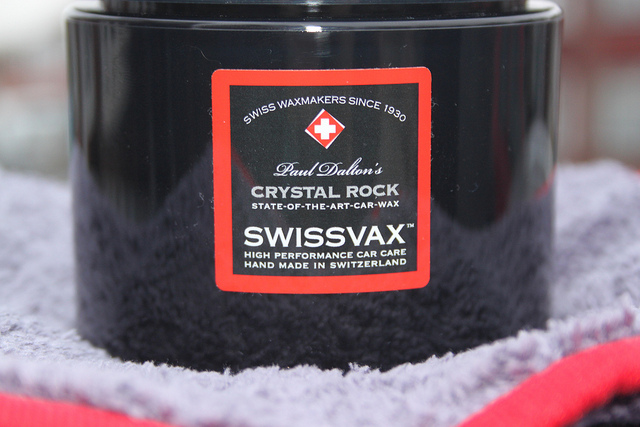 SWISS WAXMAKERS SINCE 1930
Paul Dalton's
CRYSTAL ROCK
STATE-OF-THE-ART-CAR-WAX
SWISSVAX™
HIGH PERFORMANCE CAR CARE
HAND MADE IN SWITZERLAND